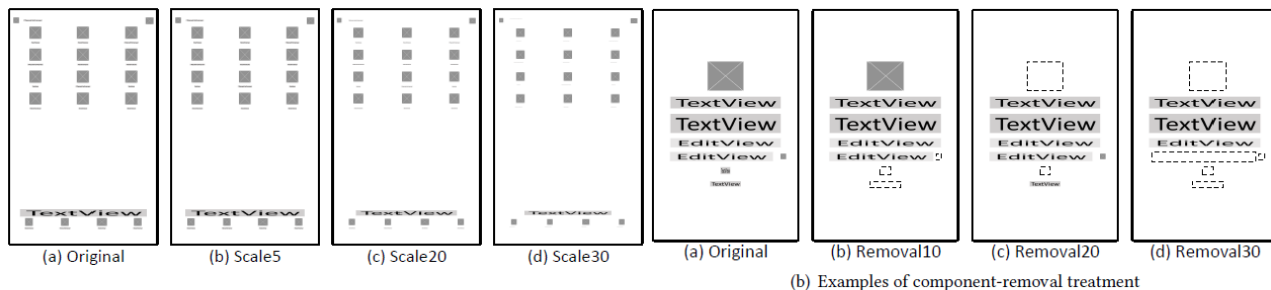 TextView
(a) Original
TextView
(b) Scale5
TextView
(c) Scale20
TextView
(d) Scale30
TextView
TextView
EditView
EditView
TextView
(a) Original
TextView
TextView
EditView
EditView
(b) Removal10
TextView
TextView
EditView
EditView
TextView
(c) Removal20
TextView
TextView
EditView
(d) Removal30
(b) Examples of component-removal treatment